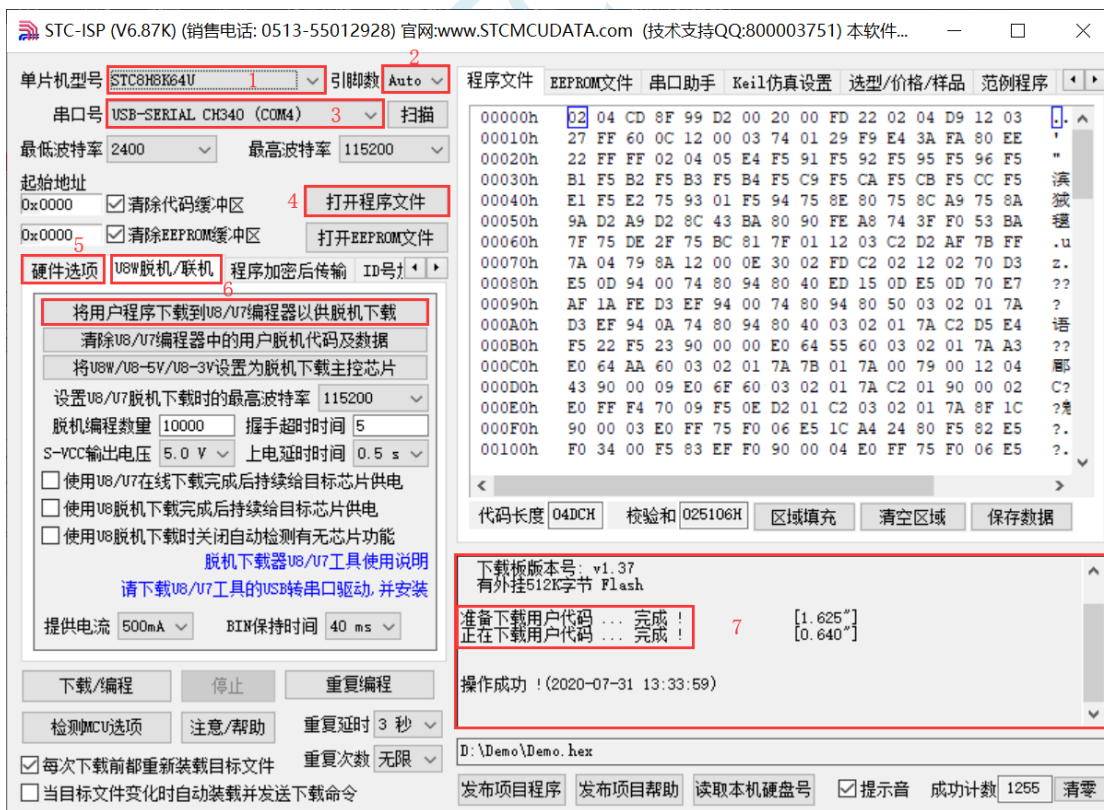 STC-ISP (V6.87K) (销售电话: 0513-55012928) 官网:www.STCMCUDATA.com (技术支持QQ:800003751) 本软件...
单片机型号 STC8H8K64U 1 引脚数 Auto 2
串口号 USB-SERIAL CH340 (COM4) 3 扫描
最低波特率 2400 最高波特率 115200
起始地址
0x0000 清除代码缓冲区 4 打开程序文件
0x0000 清除EEPROM缓冲区 打开EEPROM文件
5
硬件选项 U8W脱机/联机 程序加密后传输 ID号
6
将用户程序下载到U8/U7编程器以供脱机下载
清除U8/U7编程器中的用户脱机代码及数据
将U8W/U8-5V/U8-3V设置为脱机下载主控芯片
设置U8/U7脱机下载时的最高波特率 115200
脱机编程数量 10000 握手超时时间 5
S-VCC输出电压 5.0 V 上电延时时间 0.5 s
使用U8/U7在线下载完成后持续给目标芯片供电
使用U8脱机下载完成后持续给目标芯片供电
使用U8脱机下载时关闭自动检测有无芯片功能
脱机下载器U8/U7工具使用说明
请下载U8/U7工具的USB转串口驱动,并安装
提供电流 500mA BIN保持时间 40 ms
下载/编程 停止 重复编程
检测MCU选项 注意/帮助 重复延时 3 秒
每次下载前都重新装载目标文件 重复次数 无限
当目标文件变化时自动装载并发送下载命令
程序文件 EEPROM文件 串口助手 Keil仿真设置 选型/价格/样品 范例程序
00000h 02 04 CD 8F 99 D2 00 20 00 FD 22 02 04 D9 12 03 ..
00010h 27 FF 60 0C 12 00 03 74 01 29 F9 E4 3A FA 80 EE '
00020h 22 FF FF 02 04 05 E4 F5 91 F5 92 F5 95 F5 96 F5 "
00030h B1 F5 B2 F5 B3 F5 B4 F5 C9 F5 CA F5 CB F5 CC F5 滨
00040h E1 F5 E2 75 93 01 F5 94 75 8E 80 75 8C A9 75 8A
00050h 9A D2 A9 D2 8C 43 BA 80 90 FE A8 74 3F F0 53 BA
00060h 7F 75 DE 2F 75 BC 81 7F 01 12 03 C2 D2 AF 7B FF .u
00070h 7A 04 79 8A 12 00 0E 30 02 FD C2 02 12 02 70 D3 z.
00080h E5 0D 94 00 74 80 94 80 40 ED 15 0D E5 0D 70 E7 ??
00090h AF 1A FE D3 EF 94 00 74 80 94 80 50 03 02 01 7A ?
000A0h D3 EF 94 0A 74 80 94 80 40 03 02 01 7A C2 D5 E4 语
000B0h F5 22 F5 23 90 00 00 E0 64 55 60 03 02 01 7A A3 ??
000C0h E0 64 AA 60 03 02 01 7A 7B 01 7A 00 79 00 12 04 郿
000D0h 43 90 00 09 E0 6F 60 03 02 01 7A C2 01 90 00 02 C?
000E0h E0 FF F4 70 09 F5 0E D2 01 C2 03 02 01 7A 8F 1C
000F0h 90 00 03 E0 FF 75 F0 06 E5 1C A4 24 80 F5 82 E5 ?.
00100h F0 34 00 F5 83 EF F0 90 00 04 E0 FF 75 F0 06 E5 ?.
代码长度 04DCH 校验和 025106H 区域填充 清空区域 保存数据
下载板版本号: v1.37
有外挂512K字节 Flash
准备下载用户代码 ... 完成 ! [1.625"]
正在下载用户代码 ... 完成 ! 7 [0.640"]
操作成功 !(2020-07-31 13:33:59)
D:\Demo\Demo.hex
发布项目程序 发布项目帮助 读取本机硬盘号 提示音 成功计数 1255 清零